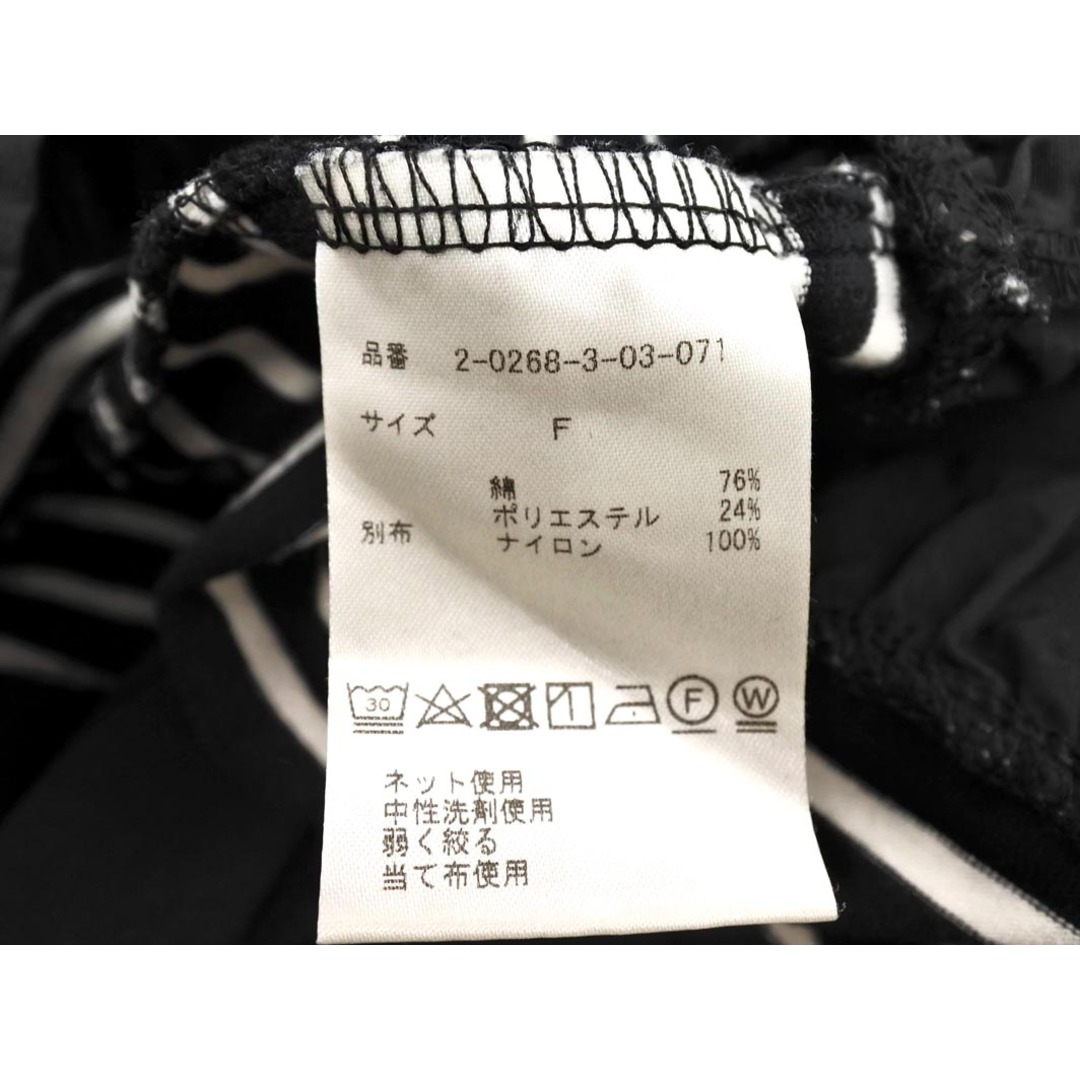 品番 2-0268-3-03-071
サイズ F
綿 76%
ポリエステル 24%
別布 ナイロン 100%
30 F W
ネット使用
中性洗剤使用
弱く絞る
当て布使用